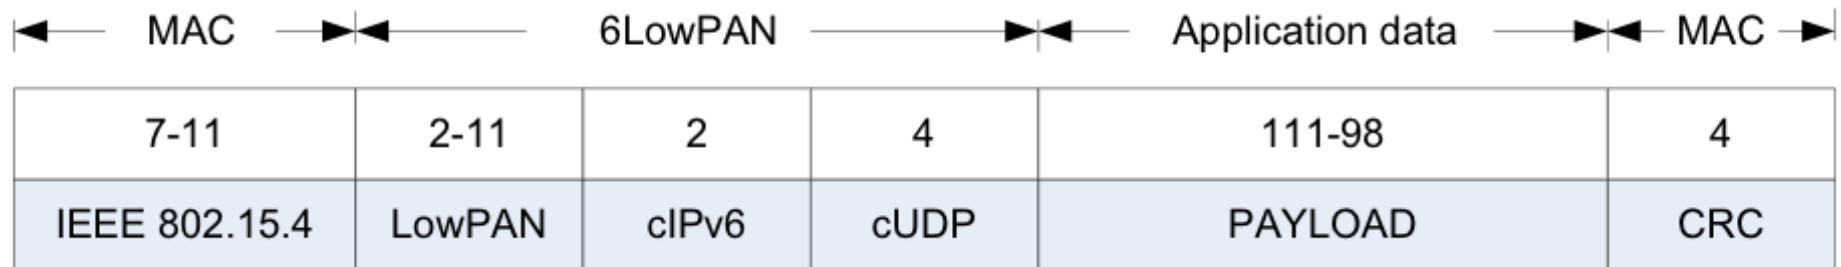 MAC 6LowPAN Application data MAC
7-11 2-11 2 4 111-98 4
IEEE 802.15.4 LowPAN cIPv6 cUDP PAYLOAD CRC